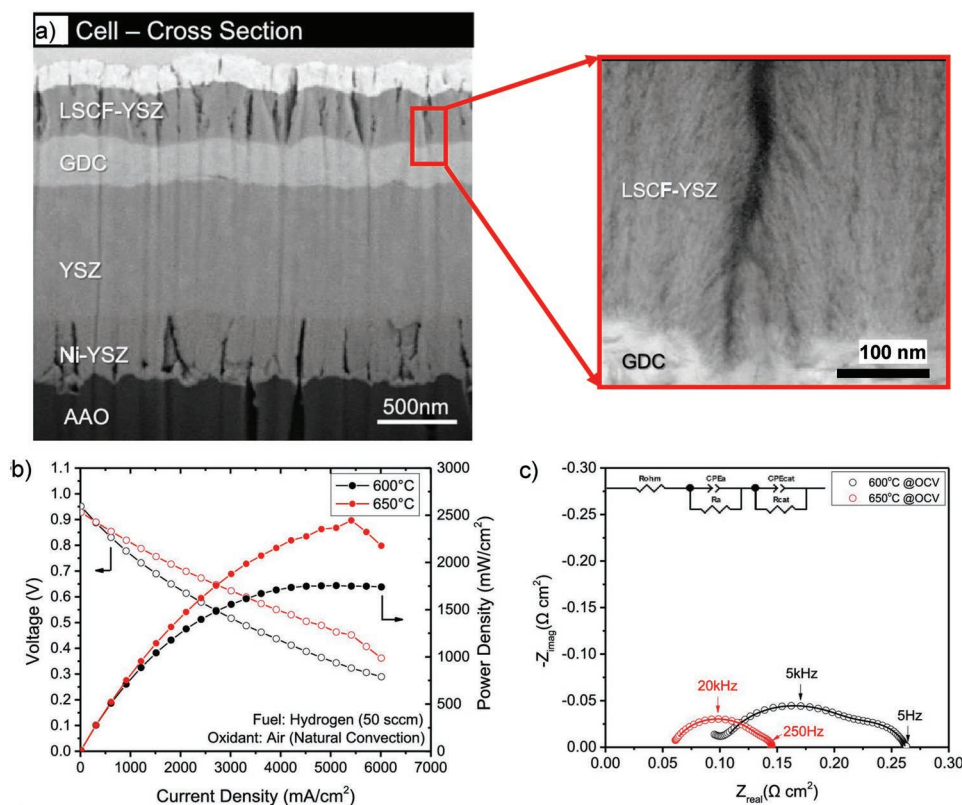 a) Cell – Cross Section
LSCF-YSZ
GDC
YSZ
Ni-YSZ
AAO
500nm
LSCF-YSZ
GDC
100 nm
b)
1.1
1.0
0.9
0.8
0.7
0.6
0.5
0.4
0.3
0.2
0.1
0.0
Voltage (V)
600°C
650°C
3000
2500
2000
1500
1000
500
0
Power Density (mW/cm²)
Fuel: Hydrogen (50 sccm)
Oxidant: Air (Natural Convection)
0 1000 2000 3000 4000 5000 6000 7000
Current Density (mA/cm²)
c)
-0.30
-0.25
-0.20
-0.15
-0.10
-0.05
0.00
-Zimag(Ω cm²)
Rohm CPEa CPEcat
Ra Rcat
600°C @OCV
650°C @OCV
20kHz
5kHz
250Hz
5Hz
0.00 0.05 0.10 0.15 0.20 0.25 0.30
Zreal(Ω cm²)